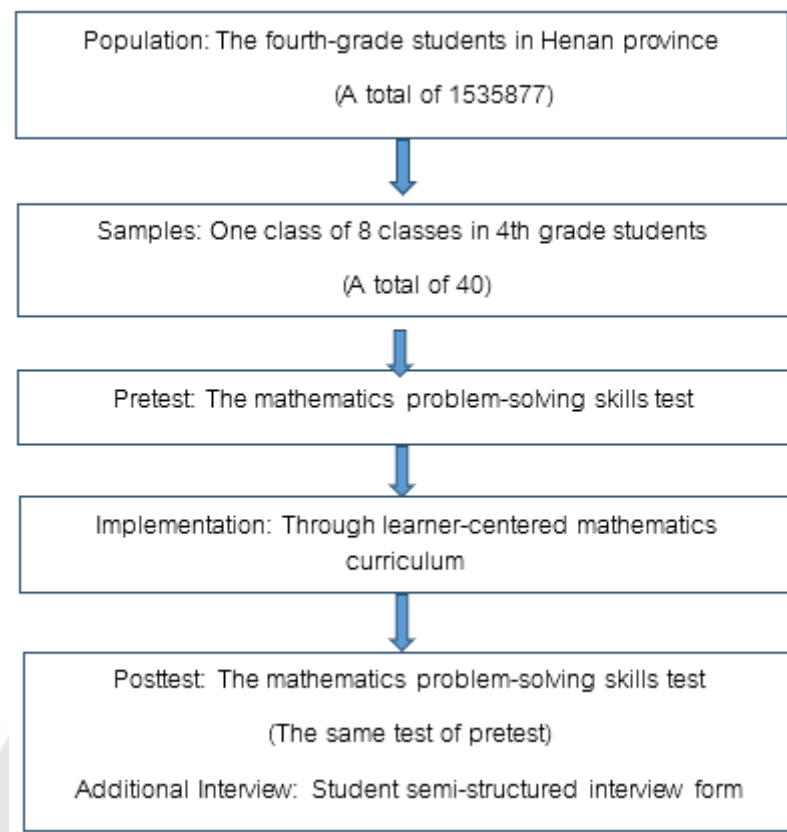 Population: The fourth-grade students in Henan province
(A total of 1535877)
Samples: One class of 8 classes in 4th grade students
(A total of 40)
Pretest: The mathematics problem-solving skills test
Implementation: Through learner-centered mathematics
curriculum
Posttest: The mathematics problem-solving skills test
(The same test of pretest)
Additional Interview: Student semi-structured interview form